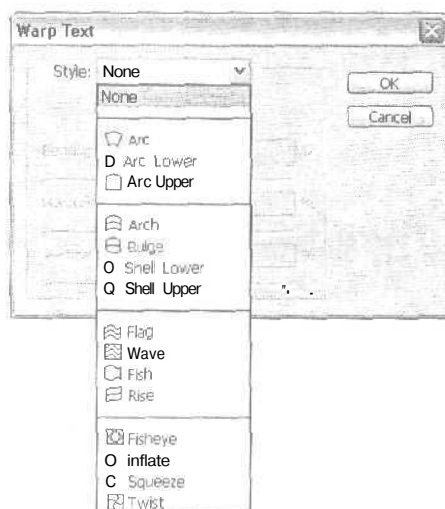 Warp Text
Style: None
OK
Cancel
None
Arc
D Arc Lower
Arc Upper
Arch
Bulge
O Shell Lower
Q Shell Upper
Flag
Wave
Fish
Rise
Fisheye
O inflate
C Squeeze
Twist